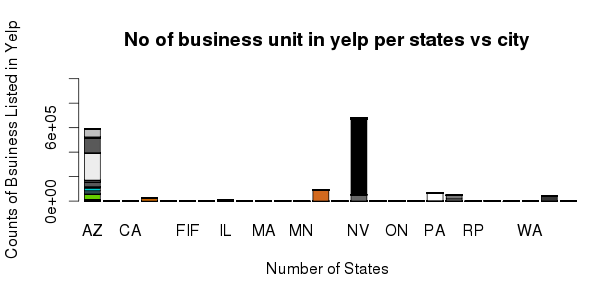 No of business unit in yelp per states vs city
Counts of Bsuiness Listed in Yelp
6e+05
0e+00
AZ CA FIF IL MA MN NV ON PA RP WA
Number of States